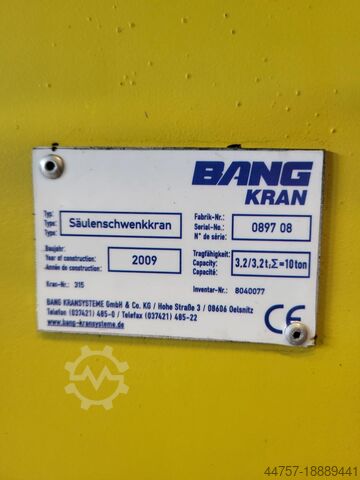 BANG
KRAN
Typ:
Type:
Type:
Säulenschwenkkran
Fabrik-Nr.:
Serial-No.:
N° de série:
0897 08
Baujahr:
Year of construction:
Année de construction:
2009
Tragfähigkeit:
Capacity:
Capacité:
3,2/3,2t,Σ=10ton
Kran-Nr.: 315
Inventar-Nr.: 8040077
BANG KRANSYSTEME GmbH & Co. KG / Hohe Straße 3 / 08606 Oelsnitz
Telefon (037421) 485-0 / Telefax (037421) 485-22
www.bang-kransysteme.de
CE
44757-18889441